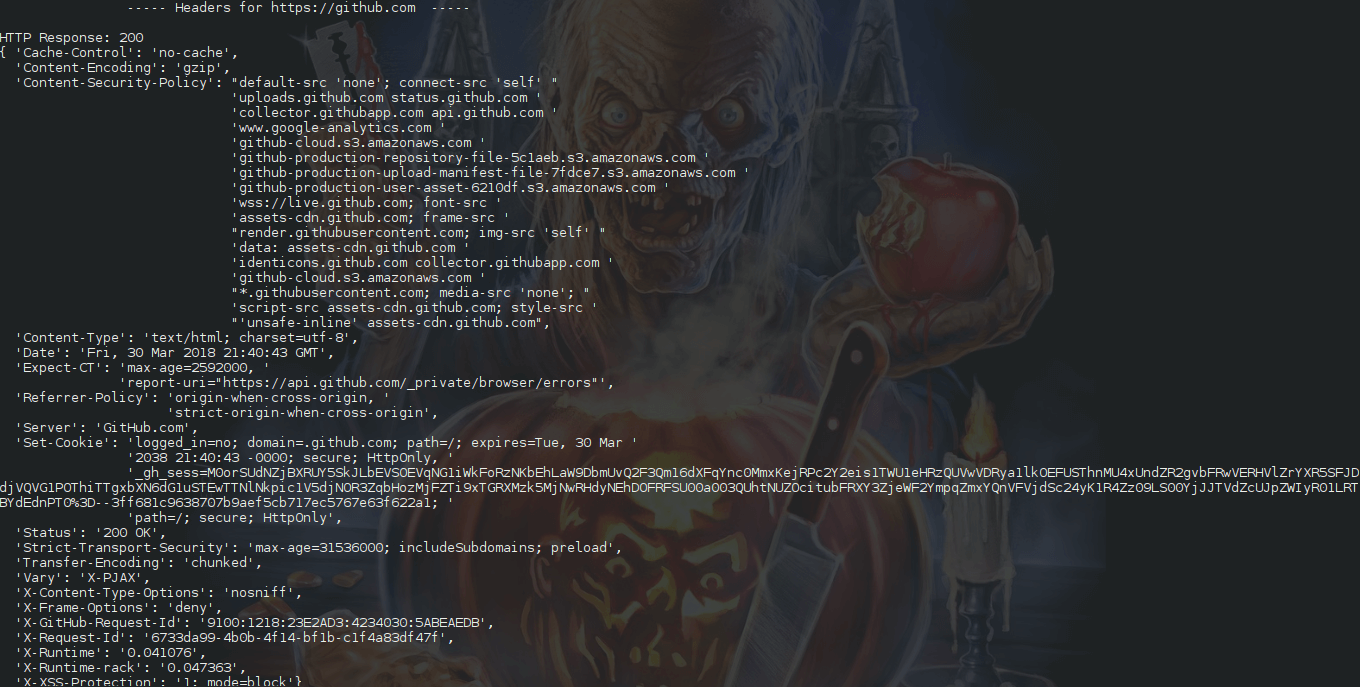 ----- Headers for https://github.com -----
HTTP Response: 200
{ 'Cache-Control': 'no-cache',
'Content-Encoding': 'gzip',
'Content-Security-Policy': "default-src 'none'; connect-src 'self' "
'uploads.github.com status.github.com '
'collector.githubapp.com api.github.com '
'www.google-analytics.com '
'github-cloud.s3.amazonaws.com '
'github-production-repository-file-5c1aeb.s3.amazonaws.com '
'github-production-upload-manifest-file-7fdce7.s3.amazonaws.com '
'github-production-user-asset-6210df.s3.amazonaws.com '
'wss://live.github.com; font-src '
'assets-cdn.github.com; frame-src '
"render.githubusercontent.com; img-src 'self' "
'data: assets-cdn.github.com '
'identicons.github.com collector.githubapp.com '
'github-cloud.s3.amazonaws.com '
"*.githubusercontent.com; media-src 'none'; "
'script-src assets-cdn.github.com; style-src '
"'unsafe-inline' assets-cdn.github.com",
'Content-Type': 'text/html; charset=utf-8',
'Date': 'Fri, 30 Mar 2018 21:40:43 GMT',
'Expect-CT': 'max-age=2592000, '
'report-uri="https://api.github.com/_private/browser/errors"',
'Referrer-Policy': 'origin-when-cross-origin, '
'strict-origin-when-cross-origin',
'Server': 'GitHub.com',
'Set-Cookie': 'logged_in=no; domain=.github.com; path=/; expires=Tue, 30 Mar '
'2038 21:40:43 -0000; secure; HttpOnly, '
'path=/; secure; HttpOnly',
'Status': '200 OK',
'Strict-Transport-Security': 'max-age=31536000; includeSubdomains; preload',
'Transfer-Encoding': 'chunked',
'Vary': 'X-PJAX',
'X-Content-Type-Options': 'nosniff',
'X-Frame-Options': 'deny',
'X-GitHub-Request-Id': '9100:1218:23E2AD3:4234030:5ABEAEDB',
'X-Request-Id': '6733da99-4b0b-4f14-bf1b-c1f4a83df47f',
'X-Runtime': '0.041076',
'X-Runtime-rack': '0.047363',
'X-XSS-Protection': '1; mode=block'}